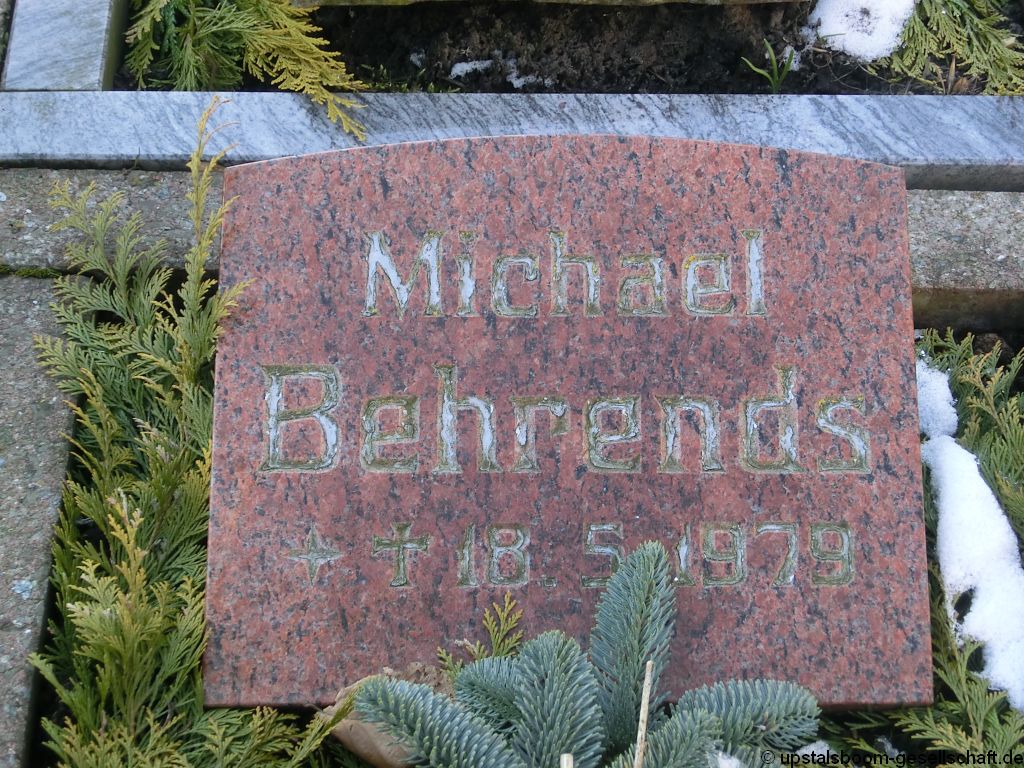 Michael
Behrends
✶ ✝ 18. 5. 1979
© upstalsboom-gesellschaft.de